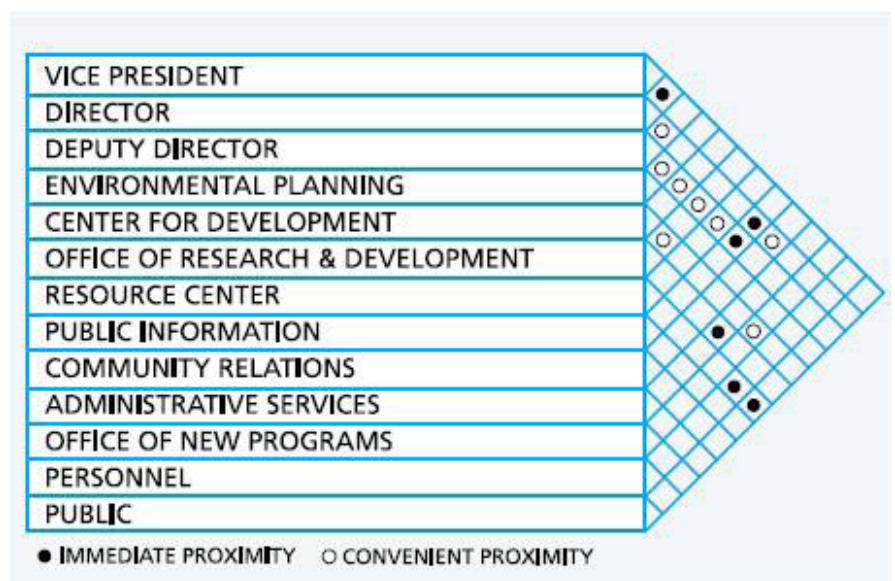 VICE PRESIDENT
DIRECTOR
DEPUTY DIRECTOR
ENVIRONMENTAL PLANNING
CENTER FOR DEVELOPMENT
OFFICE OF RESEARCH & DEVELOPMENT
RESOURCE CENTER
PUBLIC INFORMATION
COMMUNITY RELATIONS
ADMINISTRATIVE SERVICES
OFFICE OF NEW PROGRAMS
PERSONNEL
PUBLIC
● IMMEDIATE PROXIMITY ○ CONVENIENT PROXIMITY